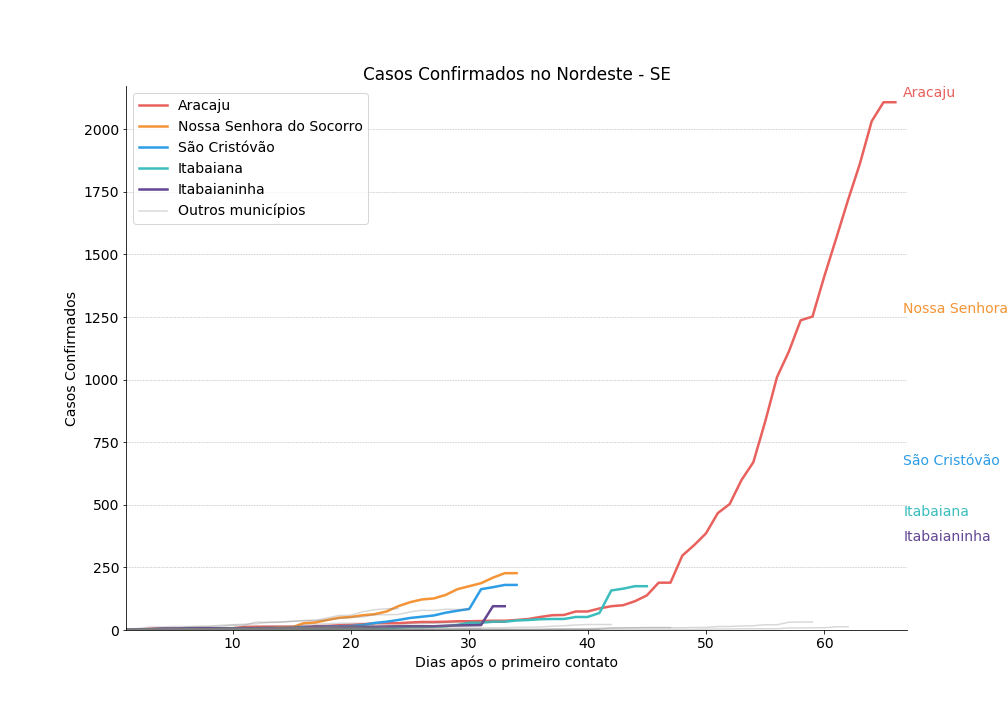 Casos Confirmados no Nordeste - SE
Aracaju
Nossa Senhora do Socorro
São Cristóvão
Itabaiana
Itabaianinha
Outros municípios
Casos Confirmados
2000
1750
1500
1250
1000
750
500
250
0
10
20
30
40
50
60
Dias após o primeiro contato
Aracaju
Nossa Senhora
São Cristóvão
Itabaiana
Itabaianinha